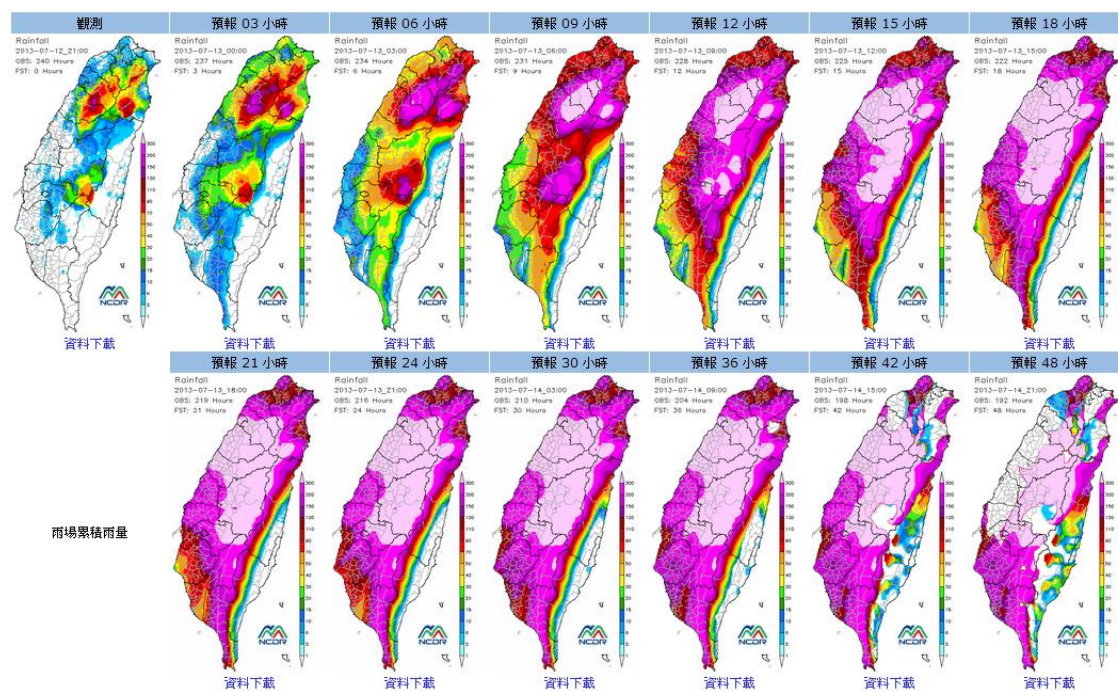 観測
預報 03 小時
預報 06 小時
預報 09 小時
預報 12 小時
預報 15 小時
預報 18 小時
Rainfall
2013-07-12_21:00
OBS: 240 Hours
FST: 0 Hours
Rainfall
2013-07-13_00:00
OBS: 237 Hours
FST: 3 Hours
Rainfall
2013-07-13_03:00
OBS: 234 Hours
FST: 6 Hours
Rainfall
2013-07-13_06:00
OBS: 231 Hours
FST: 9 Hours
Rainfall
2013-07-13_09:00
OBS: 228 Hours
FST: 12 Hours
Rainfall
2013-07-13_12:00
OBS: 225 Hours
FST: 15 Hours
Rainfall
2013-07-13_15:00
OBS: 222 Hours
FST: 18 Hours
NCDR
NCDR
NCDR
NCDR
NCDR
NCDR
NCDR
資料下載
資料下載
資料下載
資料下載
資料下載
資料下載
資料下載
預報 21 小時
預報 24 小時
預報 30 小時
預報 36 小時
預報 42 小時
預報 48 小時
雨場累積雨量
Rainfall
2013-07-13_18:00
OBS: 219 Hours
FST: 21 Hours
Rainfall
2013-07-13_21:00
OBS: 216 Hours
FST: 24 Hours
Rainfall
2013-07-14_03:00
OBS: 210 Hours
FST: 30 Hours
Rainfall
2013-07-14_09:00
OBS: 204 Hours
FST: 36 Hours
Rainfall
2013-07-14_15:00
OBS: 198 Hours
FST: 42 Hours
Rainfall
2013-07-14_21:00
OBS: 192 Hours
FST: 48 Hours
NCDR
NCDR
NCDR
NCDR
NCDR
NCDR
資料下載
資料下載
資料下載
資料下載
資料下載
資料下載